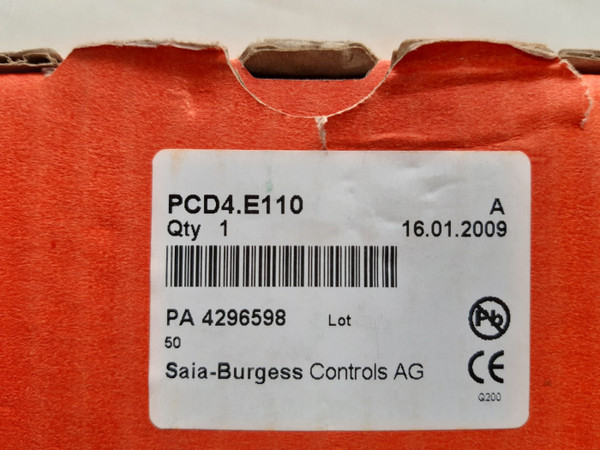 PCD4.E110 A
Qty 1 16.01.2009
PA 4296598 Lot
50
Pb
Saia-Burgess Controls AG CE
Q200